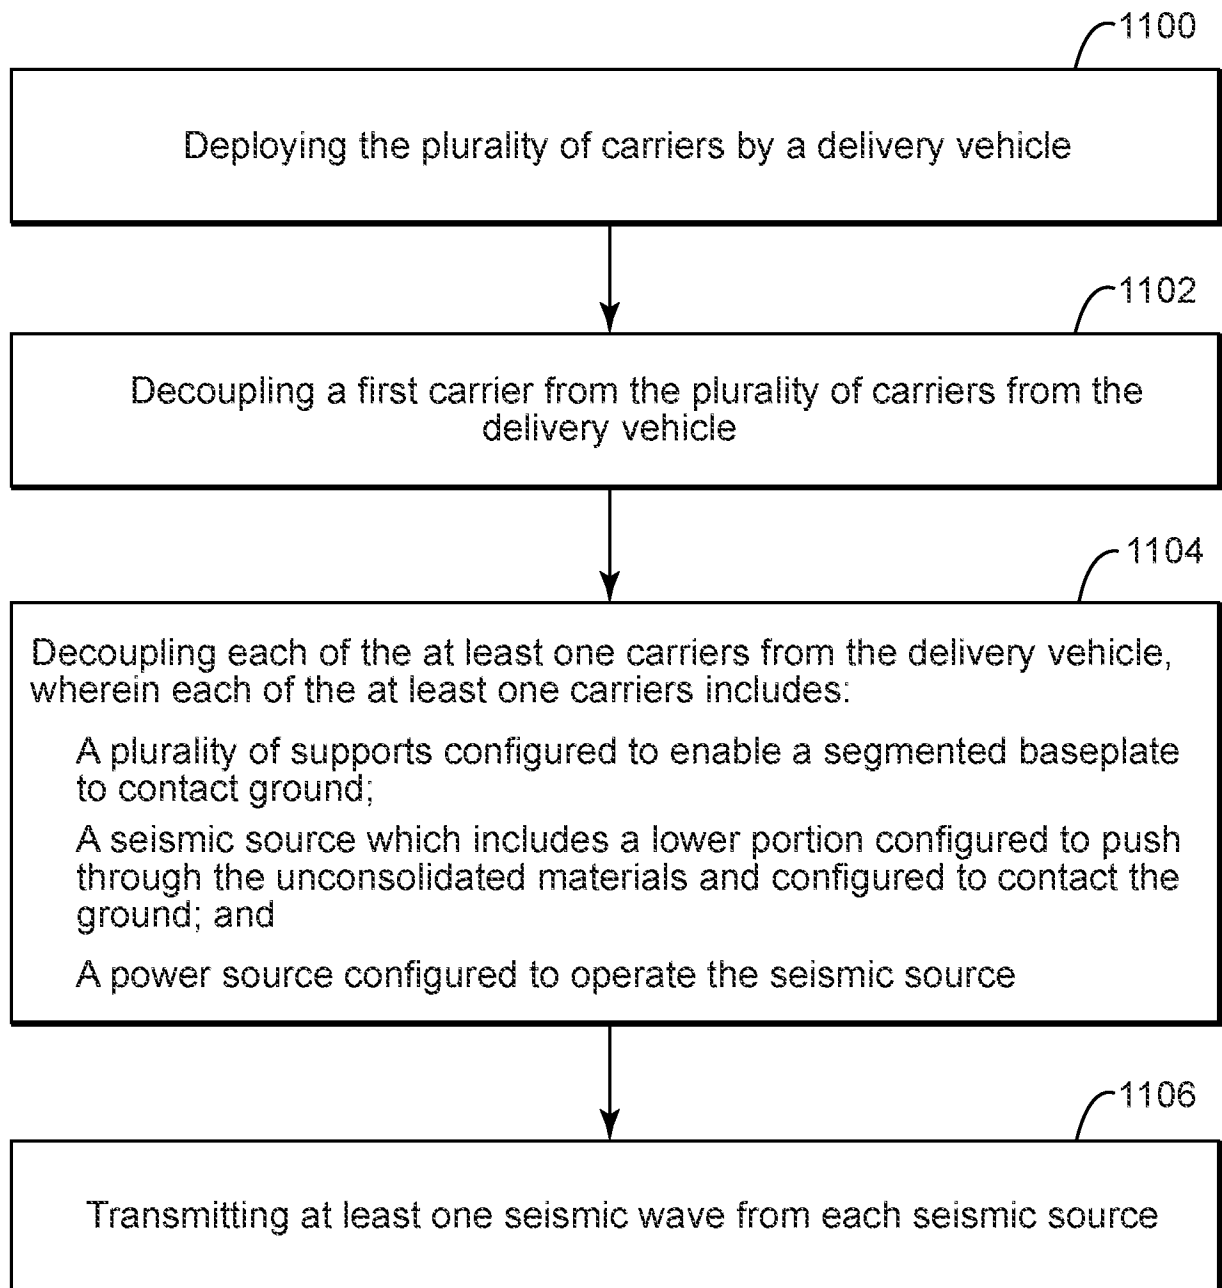 1100
Deploying the plurality of carriers by a delivery vehicle
1102
Decoupling a first carrier from the plurality of carriers from the
delivery vehicle
1104
Decoupling each of the at least one carriers from the delivery vehicle,
wherein each of the at least one carriers includes:
A plurality of supports configured to enable a segmented baseplate
to contact ground;
A seismic source which includes a lower portion configured to push
through the unconsolidated materials and configured to contact the
ground; and
A power source configured to operate the seismic source
1106
Transmitting at least one seismic wave from each seismic source